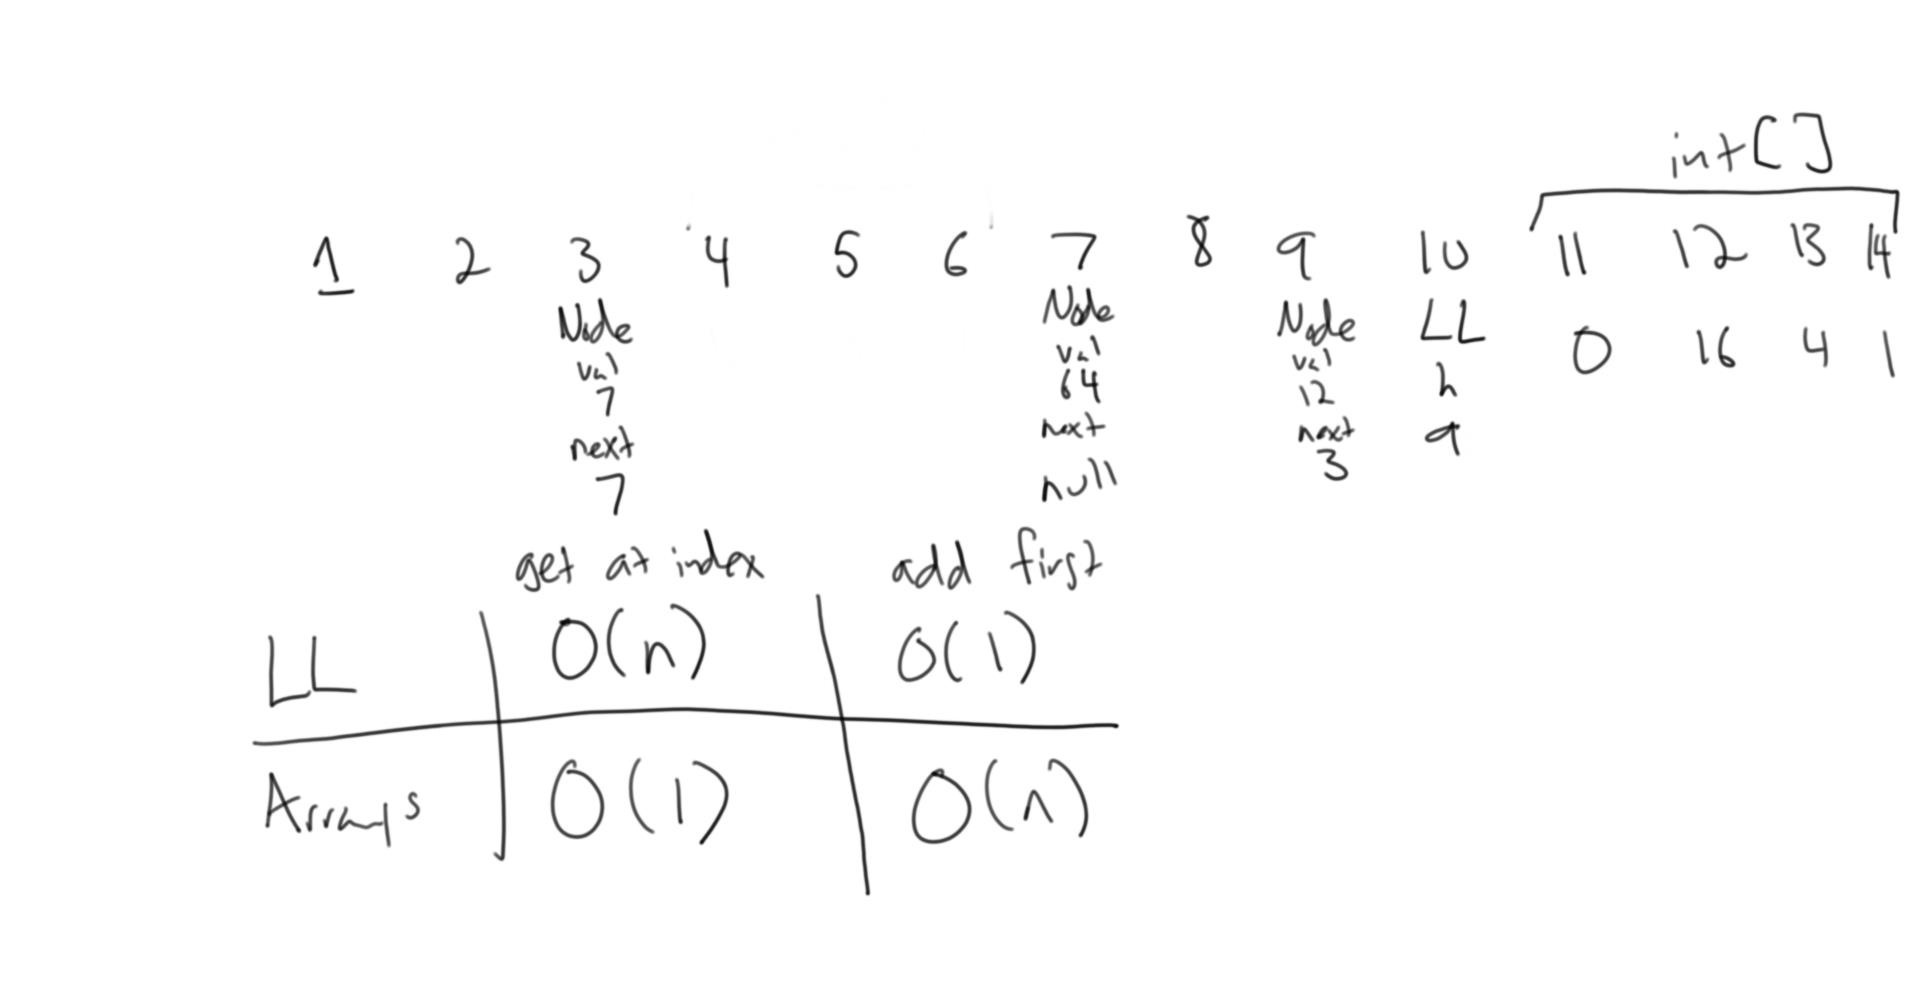 int[]
1 2 3 4 5 6 7 8 9 10 11 12 13 14
Node Node Node LL 0 16 4 1
val val val h
7 64 12 9
next next next
7 null 3
get at index add first
LL O(n) O(1)
Arrays O(1) O(n)